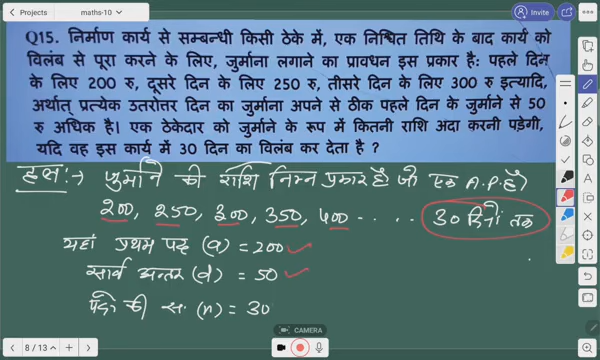 Projects
maths-10
Invite
Q15. निर्माण कार्य से सम्बन्धी किसी ठेके में, एक निश्चित तिथि के बाद कार्य को
विलंब से पूरा करने के लिए, जुर्माना लगाने का प्रावधान इस प्रकार है: पहले दिन
के लिए 200 रु, दूसरे दिन के लिए 250 रु, तीसरे दिन के लिए 300 रु इत्यादि,
अर्थात् प्रत्येक उतरोत्तर दिन का जुर्माना अपने से ठीक पहले दिन के जुर्माने से 50
रु अधिक है। एक ठेकेदार को जुर्माने के रूप में कितनी राशि अदा करनी पड़ेगी,
यदि वह इस कार्य में 30 दिन का विलंब कर देता है ?
हल :→ जुर्माने की राशि निम्न प्रकार है जो एक A.P. है
200, 250, 300, 350, 400 ..... 30 दिनों तक
यहां प्रथम पद (a) = 200
सार्व अन्तर (d) = 50
पदों की सं. (n) = 30
CAMERA
8 / 13